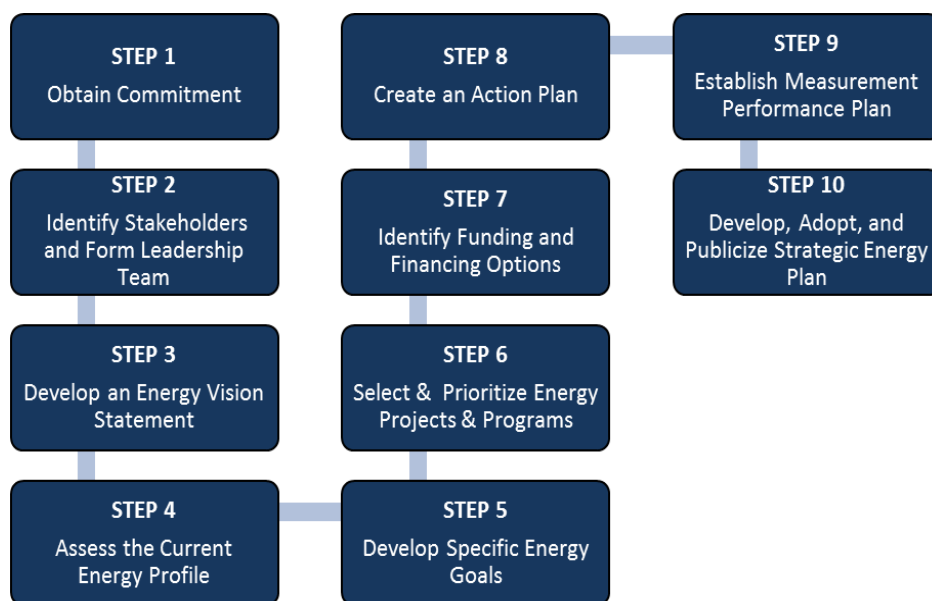 STEP 1
Obtain Commitment
STEP 2
Identify Stakeholders
and Form Leadership
Team
STEP 3
Develop an Energy Vision
Statement
STEP 4
Assess the Current
Energy Profile
STEP 5
Develop Specific Energy
Goals
STEP 6
Select & Prioritize Energy
Projects & Programs
STEP 7
Identify Funding and
Financing Options
STEP 8
Create an Action Plan
STEP 9
Establish Measurement
Performance Plan
STEP 10
Develop, Adopt, and
Publicize Strategic Energy
Plan